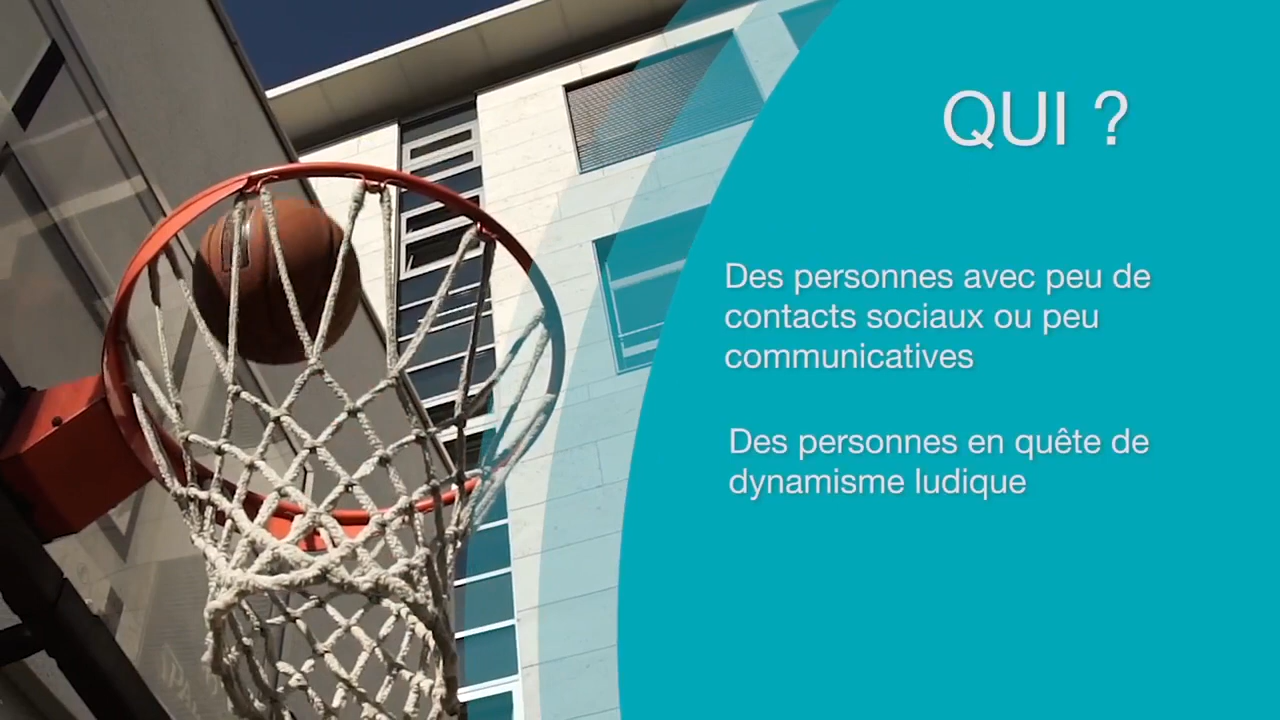 QUI ?
Des personnes avec peu de
contacts sociaux ou peu
communicatives
Des personnes en quête de
dynamisme ludique